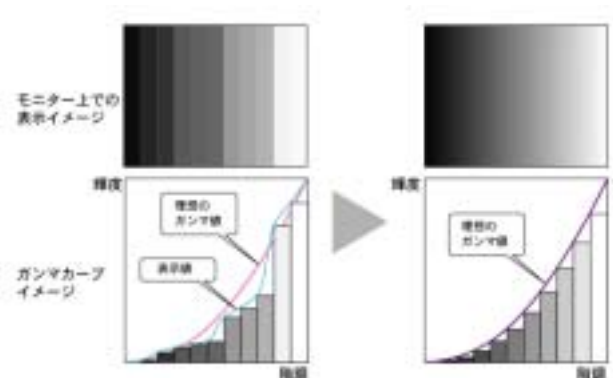 モニター上での
表示イメージ
輝度
理想の
ガンマ値
表示値
階調
輝度
理想の
ガンマ値
階調
ガンマカーブ
イメージ